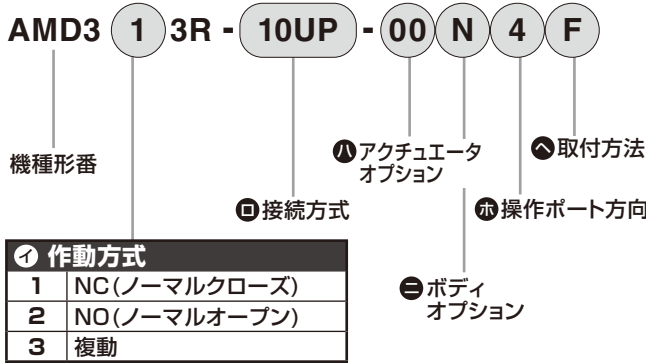 AMD3 1 3R - 10UP - 00 N 4 F
機種形番
㋩アクチュエータ
オプション
㋬取付方法
㋺接続方式
㋭操作ポート方向
㋑ 作動方式
1 NC(ノーマルクローズ)
2 NO(ノーマルオープン)
3 複動
㋥ボディ
オプション